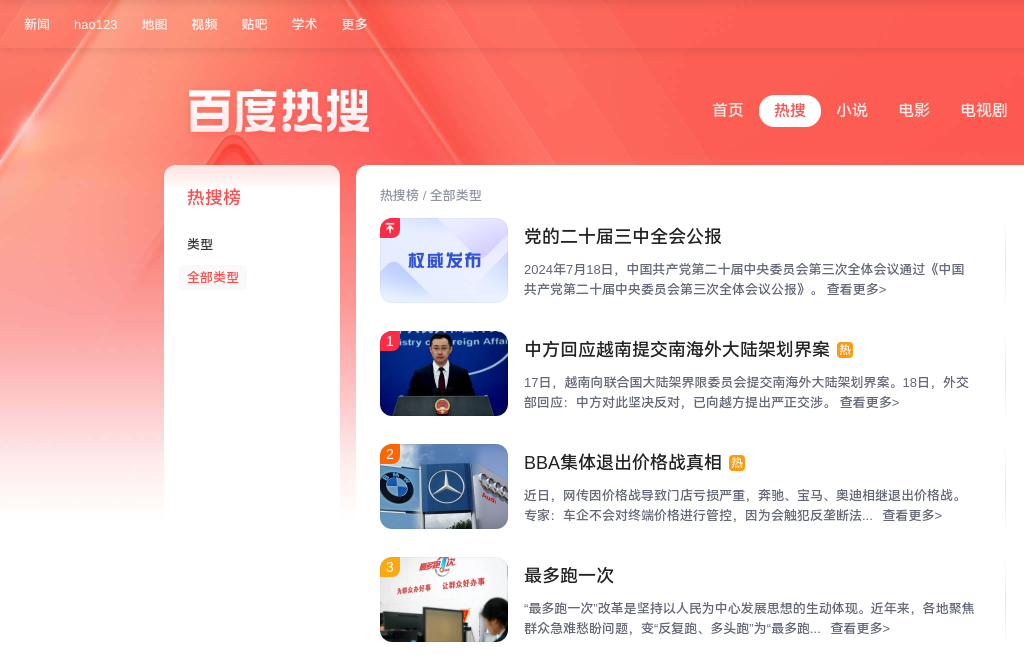 新闻 hao123 地图 视频 贴吧 学术 更多
百度热搜
首页 热搜 小说 电影 电视剧
热搜榜
类型
全部类型
热搜榜 / 全部类型
权威发布
党的二十届三中全会公报
2024年7月18日，中国共产党第二十届中央委员会第三次全体会议通过《中国
共产党第二十届中央委员会第三次全体会议公报》。 查看更多>
1
istry of Foreign Affa
中方回应越南提交南海外大陆架划界案 热
17日，越南向联合国大陆架界限委员会提交南海外大陆架划界案。18日，外交
部回应：中方对此坚决反对，已向越方提出严正交涉。 查看更多>
2
BMW
Audi
BBA集体退出价格战真相 热
近日，网传因价格战导致门店亏损严重，奔驰、宝马、奥迪相继退出价格战。
专家：车企不会对终端价格进行管控，因为会触犯反垄断法... 查看更多>
3
最多跑1次
为群众办好事 让群众好办事
最多跑一次
“最多跑一次”改革是坚持以人民为中心发展思想的生动体现。近年来，各地聚焦
群众急难愁盼问题，变“反复跑、多头跑”为“最多跑... 查看更多>